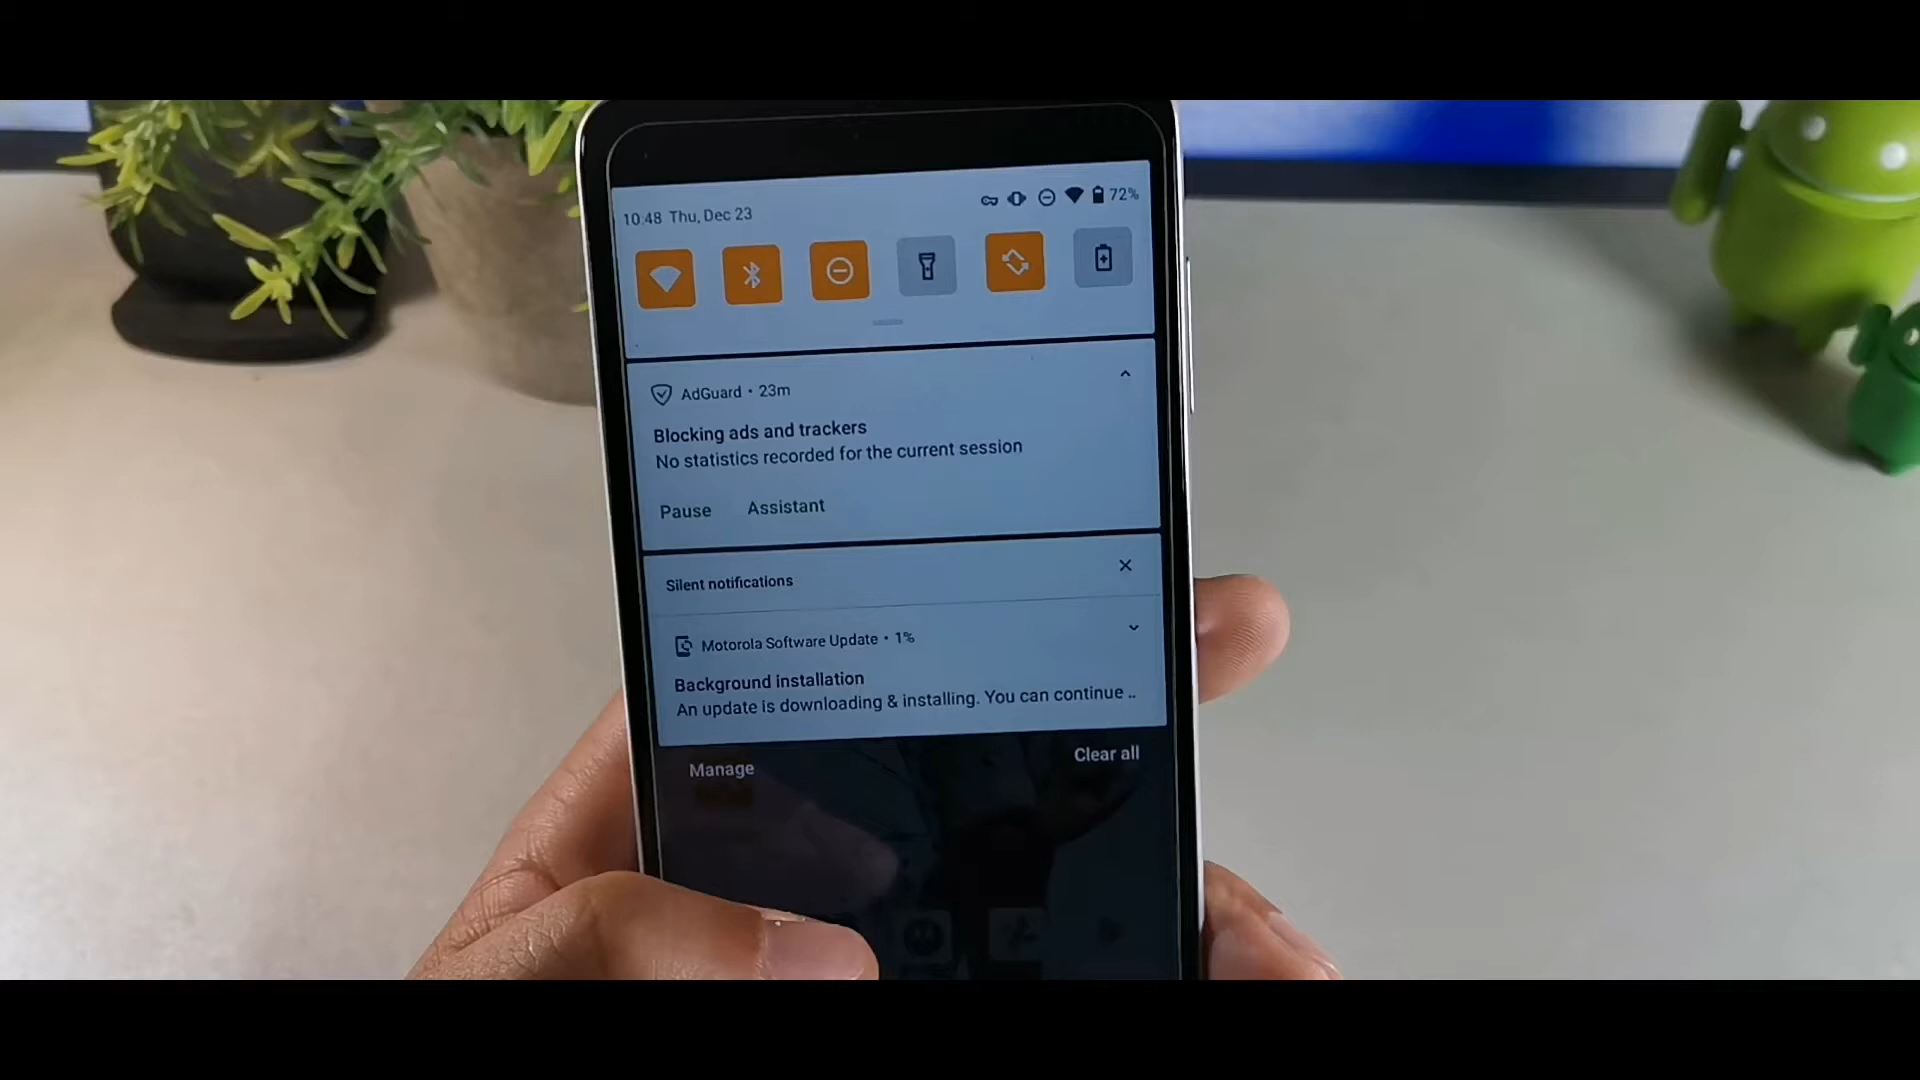 10:48 Thu, Dec 23
72%
AdGuard • 23m
Blocking ads and trackers
No statistics recorded for the current session
Pause Assistant
Silent notifications
Motorola Software Update • 1%
Background installation
An update is downloading & installing. You can continue ..
Manage
Clear all